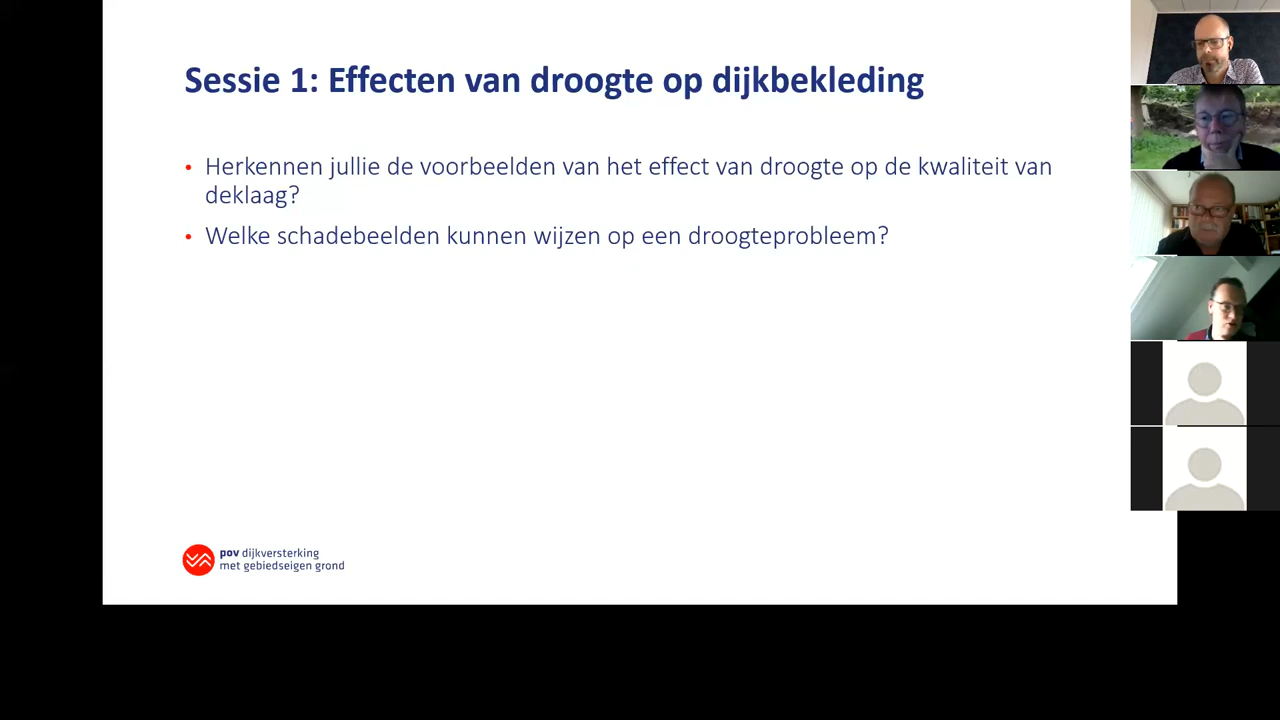 Sessie 1: Effecten van droogte op dijkbekleding
• Herkennen jullie de voorbeelden van het effect van droogte op de kwaliteit van
deklaag?
• Welke schadebeelden kunnen wijzen op een droogteprobleem?
pov dijkversterking
met gebiedseigen grond